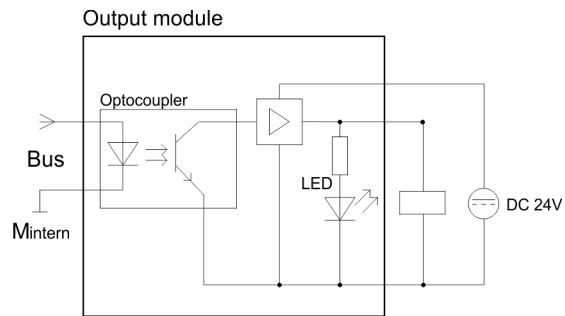 Output module
Optocoupler
Bus
LED
DC 24V
Mintern